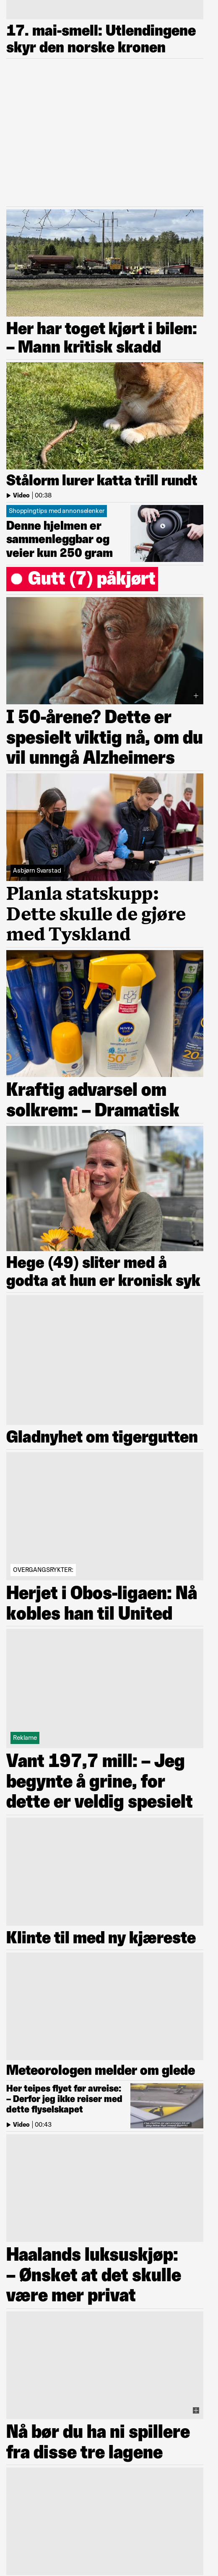 17. mai-smell: Utlendingene
skyr den norske kronen
Her har toget kjørt i bilen:
– Mann kritisk skadd
Stålorm lurer katta trill rundt
Video | 00:38
Shoppingtips med annonselenker
Denne hjelmen er
sammenleggbar og
veier kun 250 gram
Gutt (7) påkjørt
I 50-årene? Dette er
spesielt viktig nå, om du
vil unngå Alzheimers
Asbjørn Svarstad
Planla statskupp:
Dette skulle de gjøre
med Tyskland
NIVEA
kids
50+
20
Kraftig advarsel om
solkrem: – Dramatisk
Hege (49) sliter med å
godta at hun er kronisk syk
Gladnyhet om tigergutten
OVERGANGSRYKTER:
Herjet i Obos-ligaen: Nå
kobles han til United
Reklame
Vant 197,7 mill: – Jeg
begynte å grine, for
dette er veldig spesielt
Klinte til med ny kjæreste
Meteorologen melder om glede
Her teipes flyet før avreise:
– Derfor jeg ikke reiser med
dette flyselskapet
Video | 00:43
Haalands luksuskjøp:
– Ønsket at det skulle
være mer privat
Nå bør du ha ni spillere
fra disse tre lagene